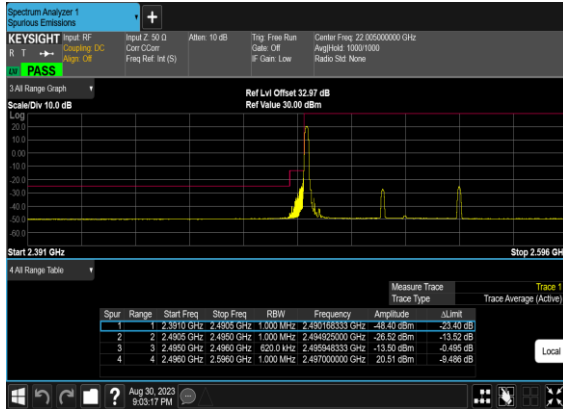 Spectrum Analyzer 1
Spurious Emissions
KEYSIGHT Input: RF Input Z: 50 Ω Atten: 10 dB Trig: Free Run Center Freq: 22.005000000 GHz
R T Coupling: DC Corr CCorr Gate: Off Avg|Hold: 1000/1000
Align: Off Freq Ref: Int (S) IF Gain: Low Radio Std: None
PASS
3 All Range Graph
Ref Lvl Offset 32.97 dB
Scale/Div 10.0 dB Ref Value 30.00 dBm
Log
20.0
10.0
0.00
-10.0
-20.0
-30.0
-40.0
-50.0
-60.0
Start 2.391 GHz Stop 2.596 GHz
4 All Range Table
Measure Trace Trace 1
Trace Type Trace Average (Active)
Spur Range Start Freq Stop Freq RBW Frequency Amplitude ΔLimit
1 1 2.3910 GHz 2.4905 GHz 1.000 MHz 2.490168333 GHz -48.40 dBm -23.40 dB
2 2 2.4905 GHz 2.4950 GHz 1.000 MHz 2.494925000 GHz -26.52 dBm -13.52 dB
3 3 2.4950 GHz 2.4960 GHz 620.0 kHz 2.495948333 GHz -13.50 dBm -0.495 dB
4 4 2.4960 GHz 2.5960 GHz 1.000 MHz 2.497000000 GHz 20.51 dBm -9.486 dB
Local
? Aug 30, 2023
9:03:17 PM